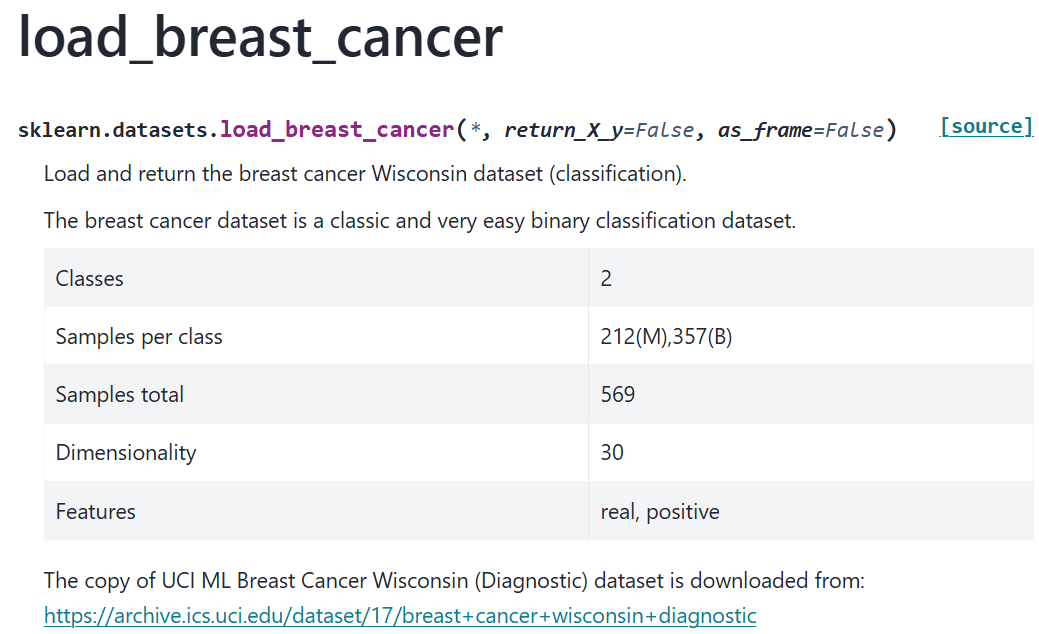 load_breast_cancer
sklearn.datasets.load_breast_cancer(*, return_X_y=False, as_frame=False) [source]
Load and return the breast cancer Wisconsin dataset (classification).
The breast cancer dataset is a classic and very easy binary classification dataset.
Classes 2
Samples per class 212(M),357(B)
Samples total 569
Dimensionality 30
Features real, positive
The copy of UCI ML Breast Cancer Wisconsin (Diagnostic) dataset is downloaded from:
https://archive.ics.uci.edu/dataset/17/breast+cancer+wisconsin+diagnostic